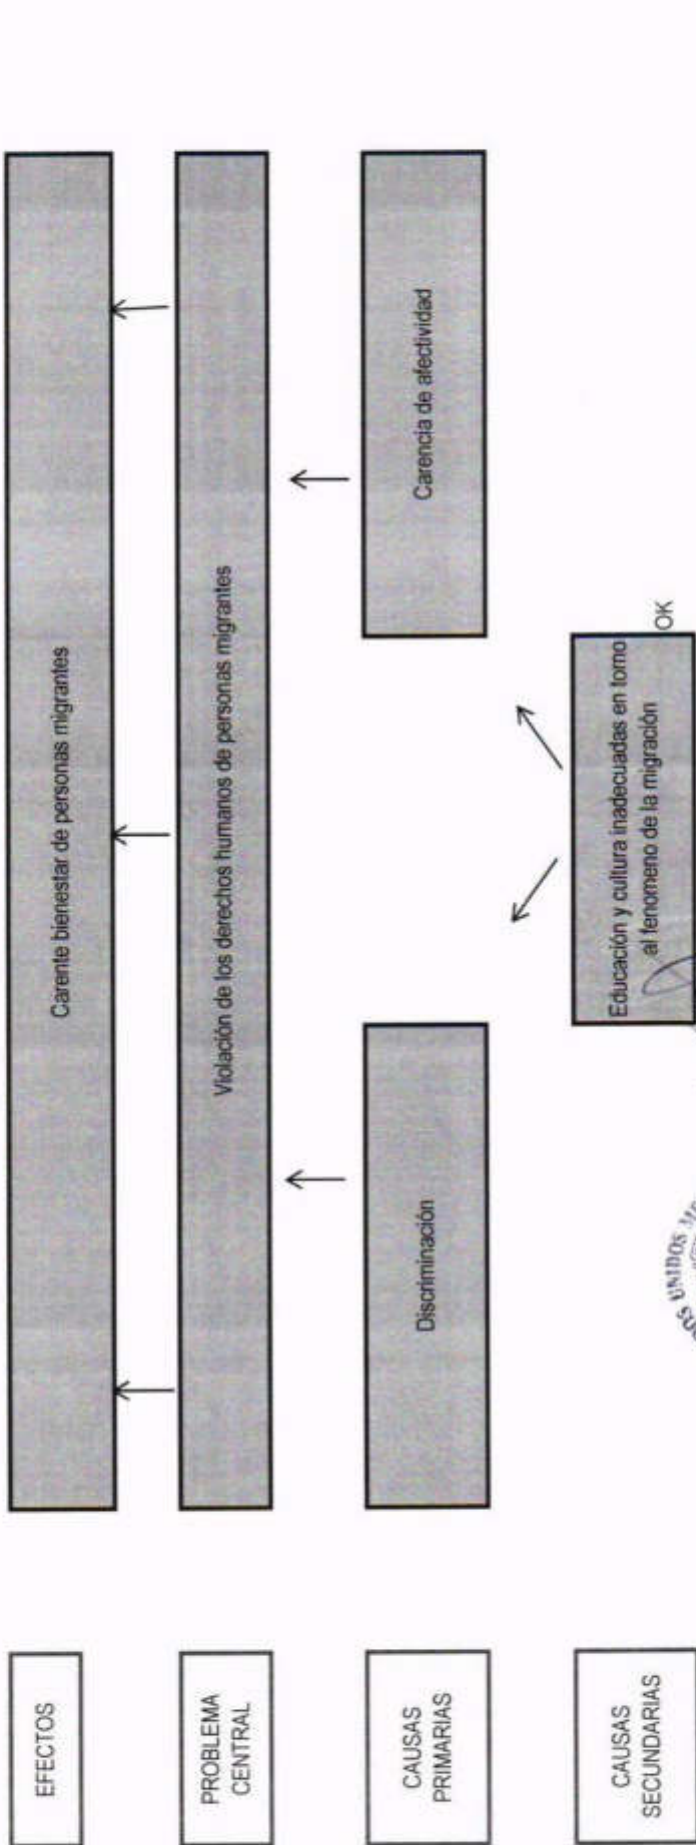 EFECTOS
Carente bienestar de personas migrantes
PROBLEMA
CENTRAL
Violación de los derechos humanos de personas migrantes
CAUSAS
PRIMARIAS
Discriminación
Carencia de afectividad
CAUSAS
SECUNDARIAS
Educación y cultura inadecuadas en torno
al fenomeno de la migración
OK
UNIDOS